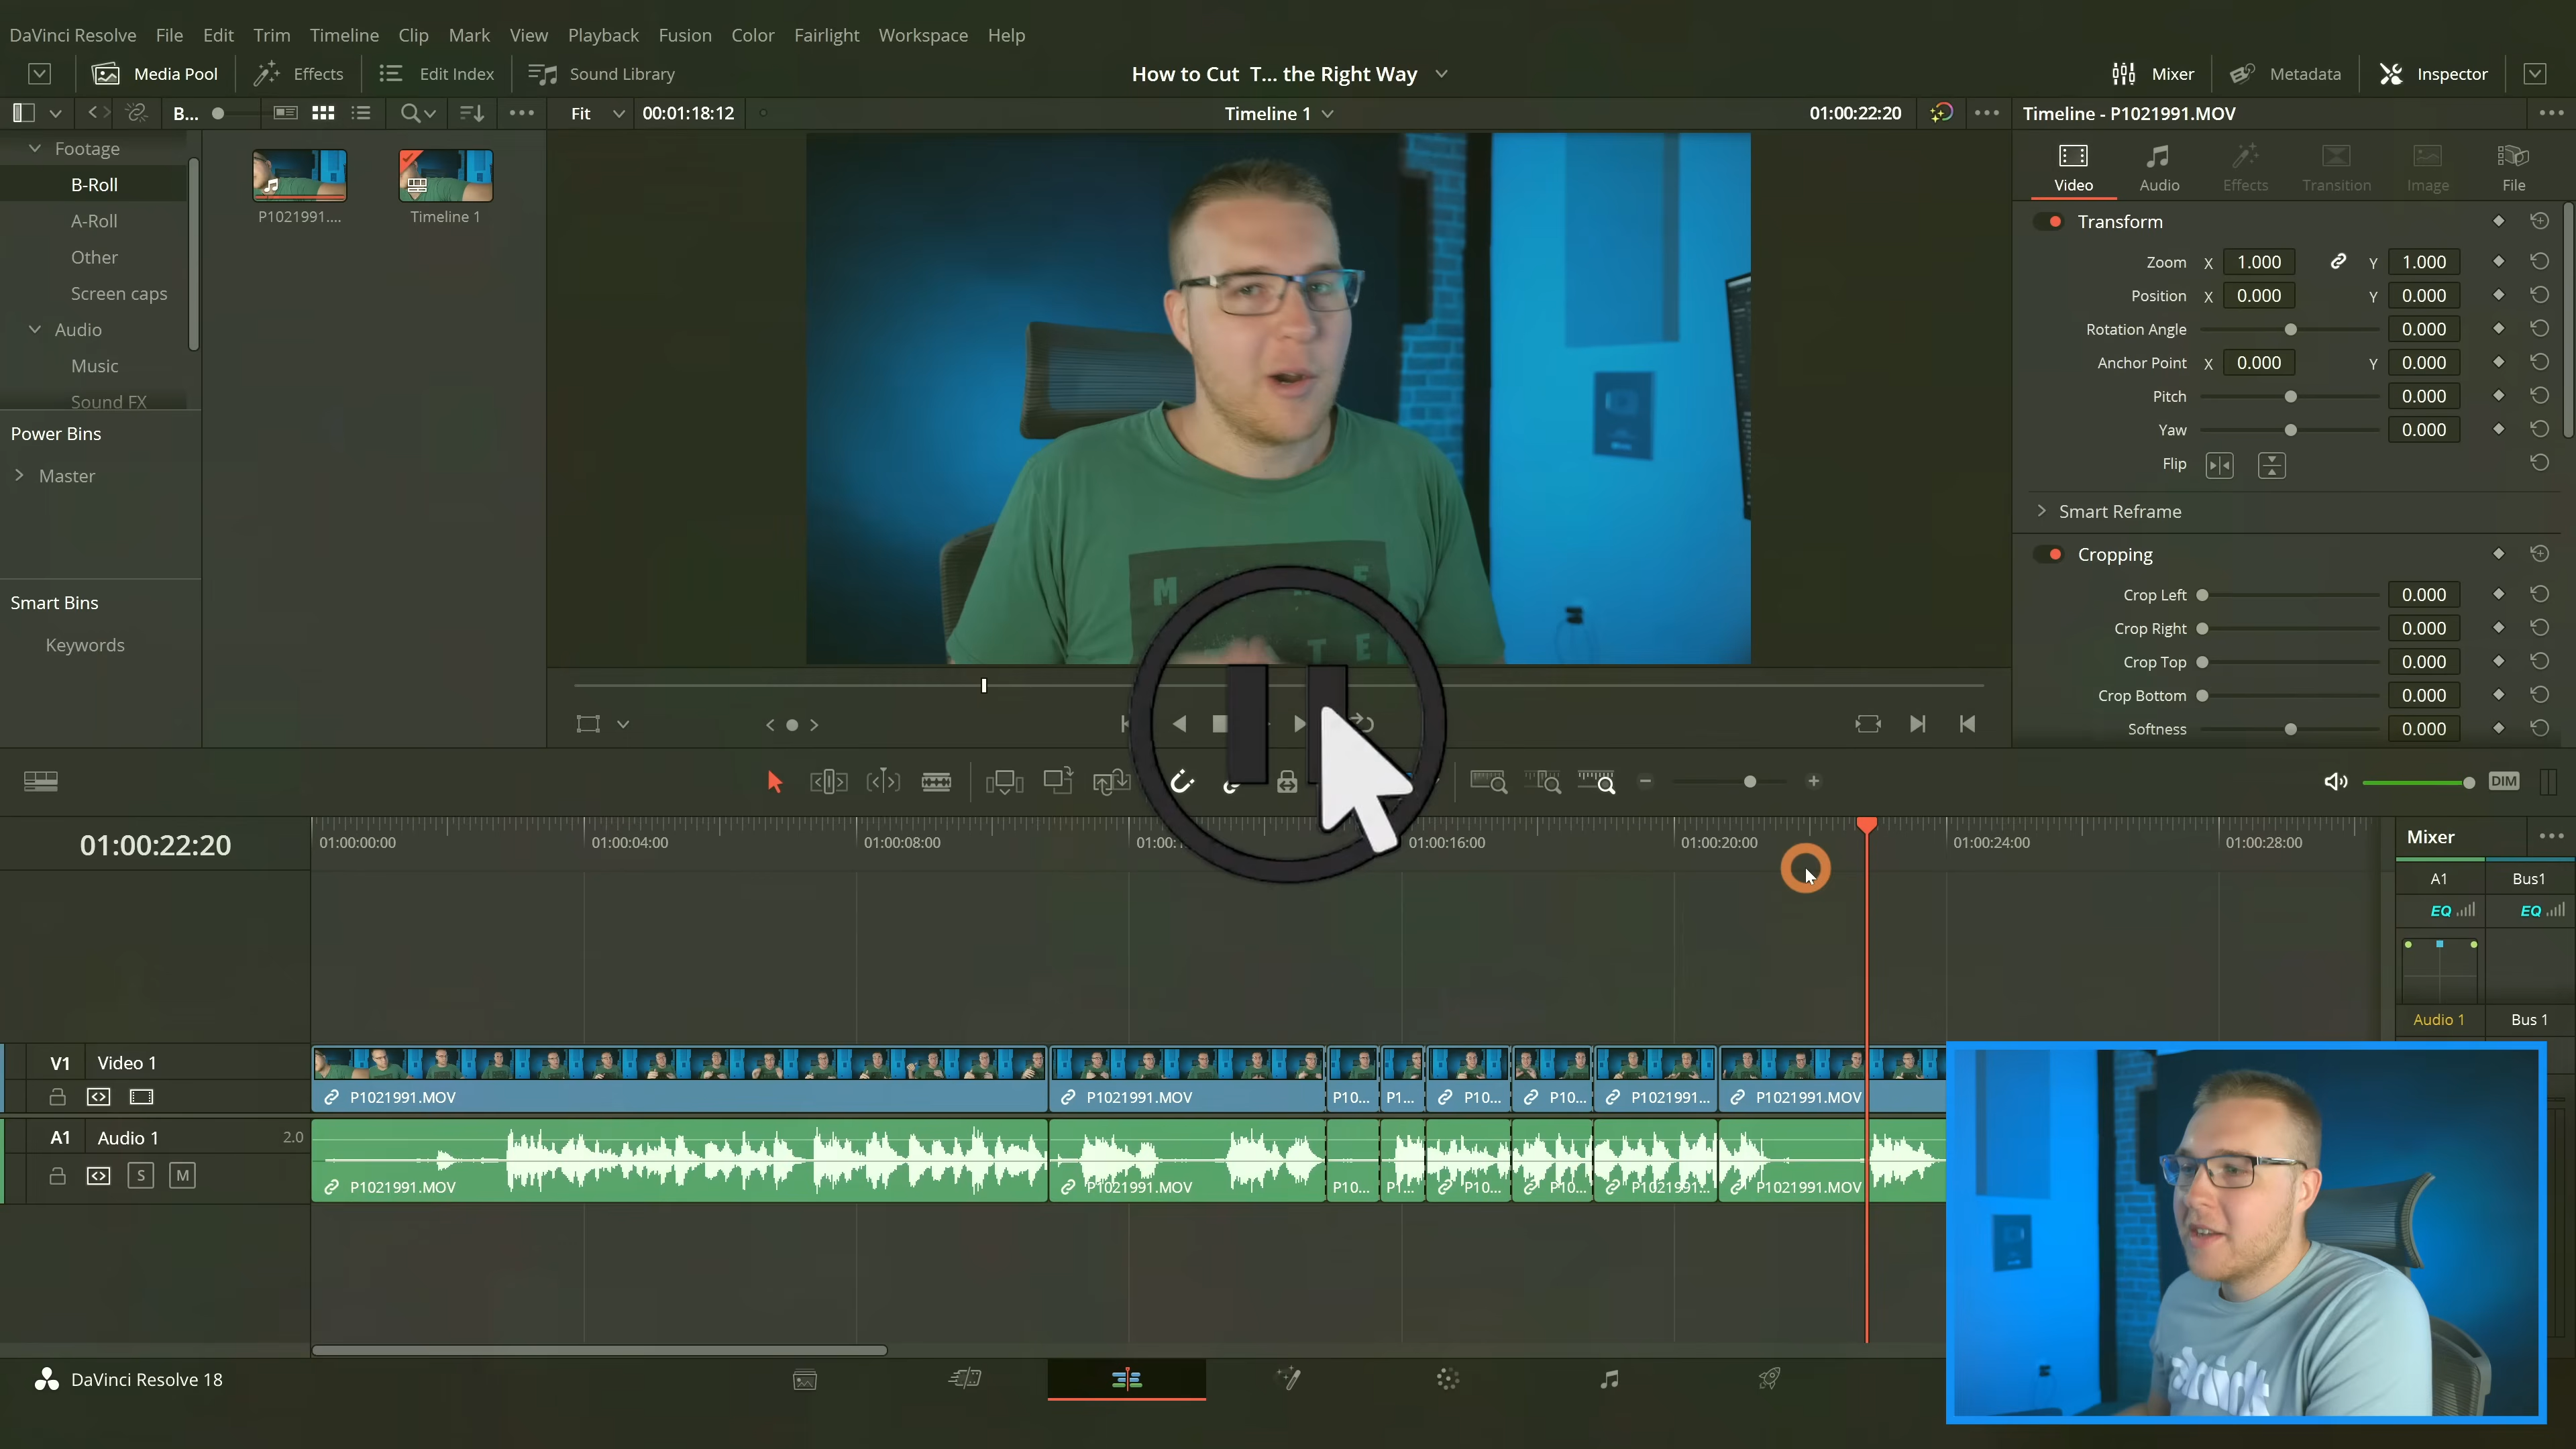 DaVinci Resolve File Edit Trim Timeline Clip Mark View Playback Fusion Color Fairlight Workspace Help
Media Pool Effects Edit Index Sound Library How to Cut T... the Right Way Mixer Metadata Inspector
B... Fit 00:01:18:12 Timeline 1 01:00:22:20 Timeline - P1021991.MOV
Footage
B-Roll
A-Roll
Other
Screen caps
Audio
Music
Sound FX
Power Bins
Master
Smart Bins
Keywords
P1021991....
Timeline 1
Video Audio Effects Transition Image File
Transform
Zoom X 1.000 Y 1.000
Position X 0.000 Y 0.000
Rotation Angle 0.000
Anchor Point X 0.000 Y 0.000
Pitch 0.000
Yaw 0.000
Flip
Smart Reframe
Cropping
Crop Left 0.000
Crop Right 0.000
Crop Top 0.000
Crop Bottom 0.000
Softness 0.000
DIM
01:00:22:20
01:00:00:00 01:00:04:00 01:00:08:00 01:00:1 01:00:16:00 01:00:20:00 01:00:24:00 01:00:28:00
Mixer
A1 Bus1
EQ EQ
Audio 1 Bus 1
V1 Video 1
P1021991.MOV P1021991.MOV P10... P1... P10... P10... P1021991... P1021991.MOV
A1 Audio 1 2.0
S M
P1021991.MOV P1021991.MOV P10... P1... P10... P10... P1021991... P1021991.MOV
DaVinci Resolve 18